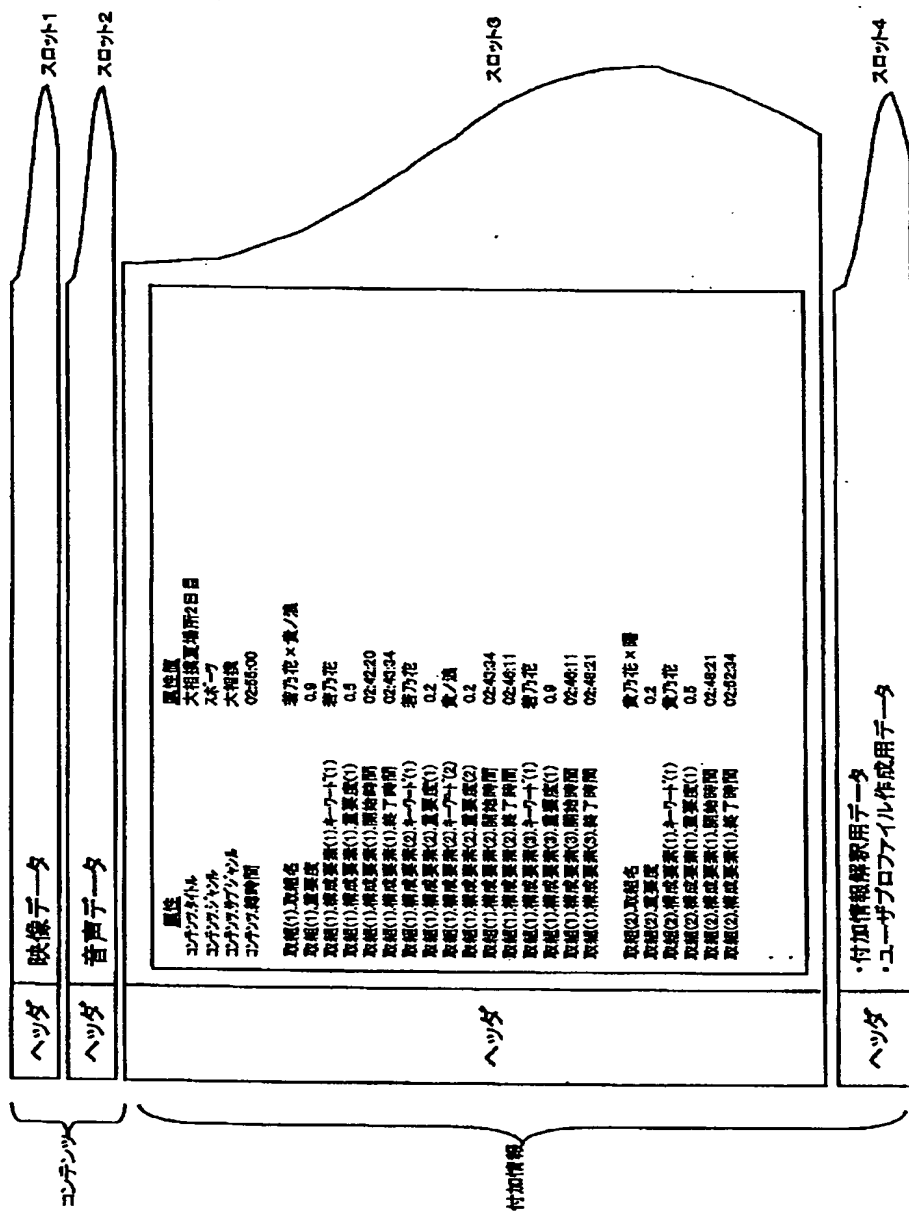 コンテンツ
ヘッダ 映像データ スロット1
ヘッダ 音声データ スロット2
付加情報
ヘッダ
スロット3
属性 属性値
コンテンツ.タイトル 大相撲夏場所2日目
コンテンツ.ジャンル スポーツ
コンテンツ.サブジャンル 大相撲
コンテンツ.総時間 02:55:00
取組(1).取組名 若乃花×貴ノ浪
取組(1).重要度 0.9
取組(1).構成要素(1).キーワード(1) 若乃花
取組(1).構成要素(1).重要度(1) 0.5
取組(1).構成要素(1).開始時間 02:42:20
取組(1).構成要素(1).終了時間 02:43:34
取組(1).構成要素(2).キーワード(1) 若乃花
取組(1).構成要素(2).重要度(1) 0.2
取組(1).構成要素(2).キーワード(2) 貴ノ浪
取組(1).構成要素(2).重要度(2) 0.2
取組(1).構成要素(2).開始時間 02:43:34
取組(1).構成要素(2).終了時間 02:46:11
取組(1).構成要素(3).キーワード(1) 若乃花
取組(1).構成要素(3).重要度(1) 0.9
取組(1).構成要素(3).開始時間 02:46:11
取組(1).構成要素(3).終了時間 02:48:21
取組(2).取組名 貴乃花×曙
取組(2).重要度 0.2
取組(2).構成要素(1).キーワード(1) 貴乃花
取組(2).構成要素(1).重要度(1) 0.5
取組(2).構成要素(1).開始時間 02:48:21
取組(2).構成要素(1).終了時間 02:52:34
ヘッダ
・付加情報解釈用データ
・ユーザプロファイル作成用データ
スロット4